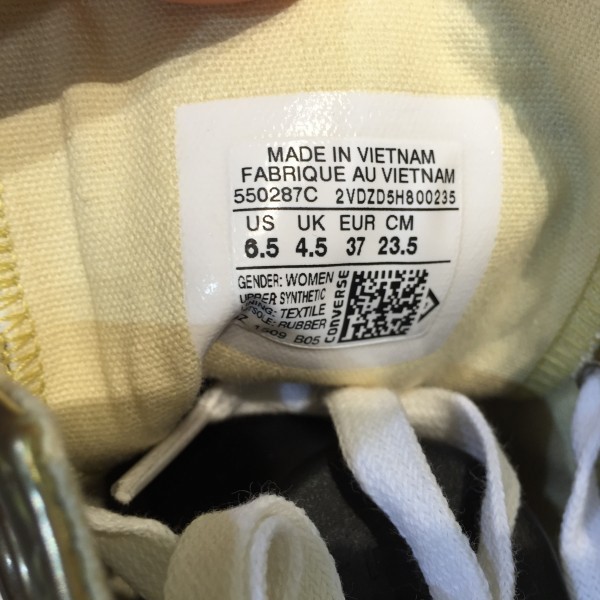 MADE IN VIETNAM
FABRIQUE AU VIETNAM
550287C 2VDZD5H800235
US UK EUR CM
6.5 4.5 37 23.5
GENDER: WOMEN
UPPER SYNTHETIC
TEXTILE
RUBBER
1509 B05
CONVERSE